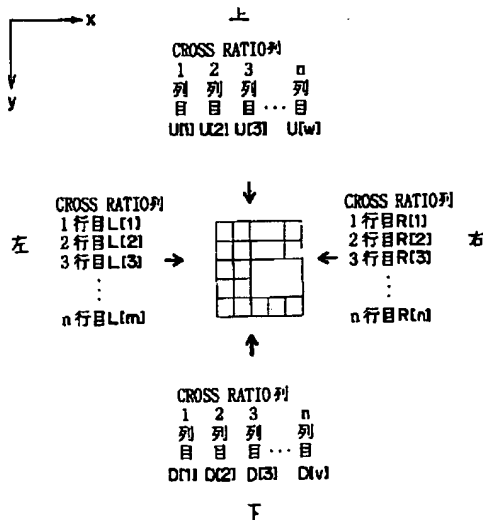 上
x
y
CROSS RATIO列
1 2 3 n
列 列 列 列
目 目 目 … 目
U[1] U[2] U[3] U[w]
左
CROSS RATIO列
1行目L[1]
2行目L[2]
3行目L[3]
⋮
n行目L[m]
CROSS RATIO列
1行目R[1]
2行目R[2]
3行目R[3]
⋮
n行目R[n]
右
CROSS RATIO列
1 2 3 n
列 列 列 列
目 目 目 … 目
D[1] D[2] D[3] D[v]
下